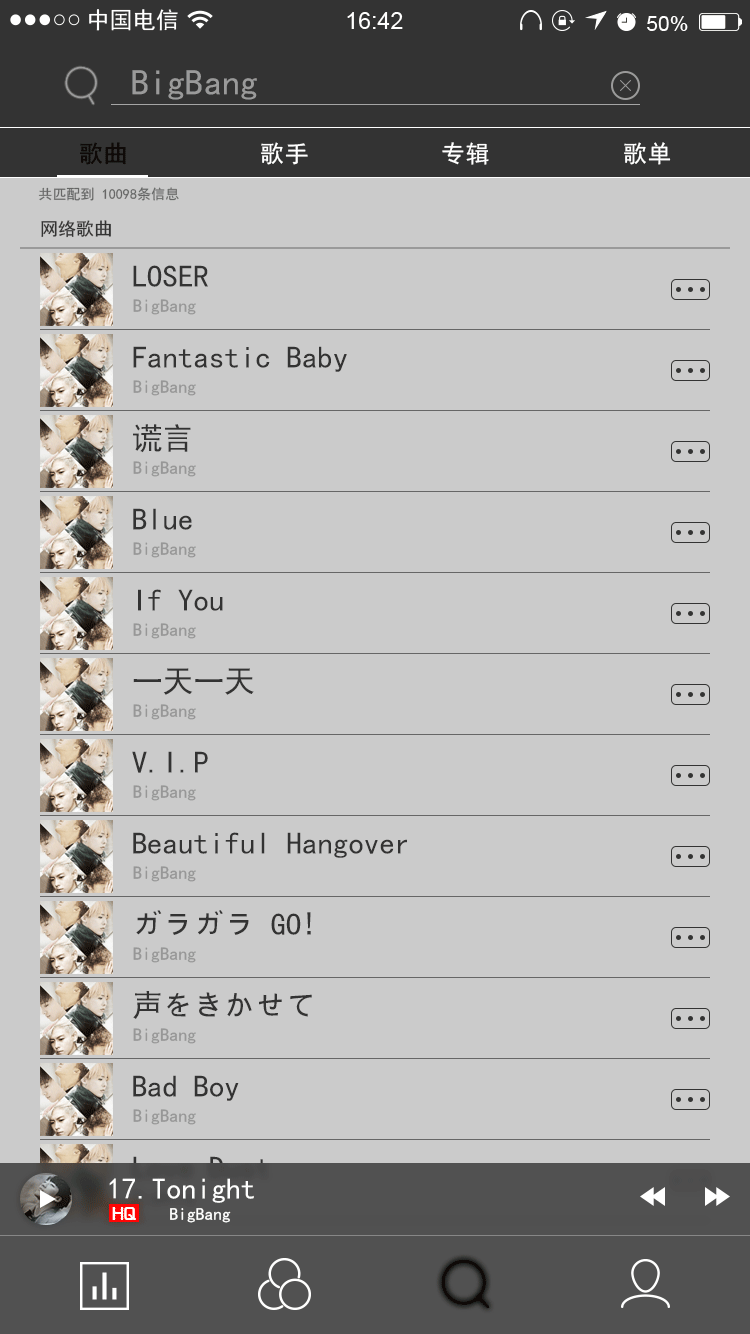 中国电信 16:42 50%
BigBang
歌曲 歌手 专辑 歌单
共匹配到 10098条信息
网络歌曲
LOSER
BigBang
Fantastic Baby
BigBang
谎言
BigBang
Blue
BigBang
If You
BigBang
一天一天
BigBang
V.I.P
BigBang
Beautiful Hangover
BigBang
ガラガラ GO!
BigBang
声をきかせて
BigBang
Bad Boy
BigBang
17.Tonight
HQ BigBang